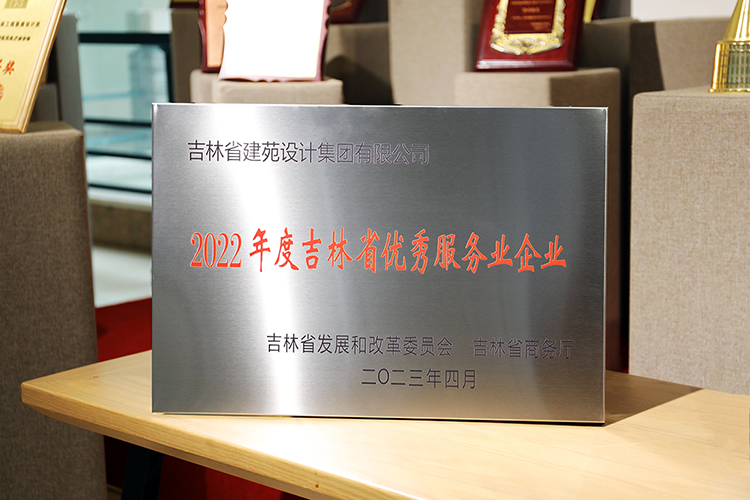 吉林省建苑设计集团有限公司
2022年度吉林省优秀服务业企业
吉林省发展和改革委员会 吉林省商务厅
二〇二三年四月